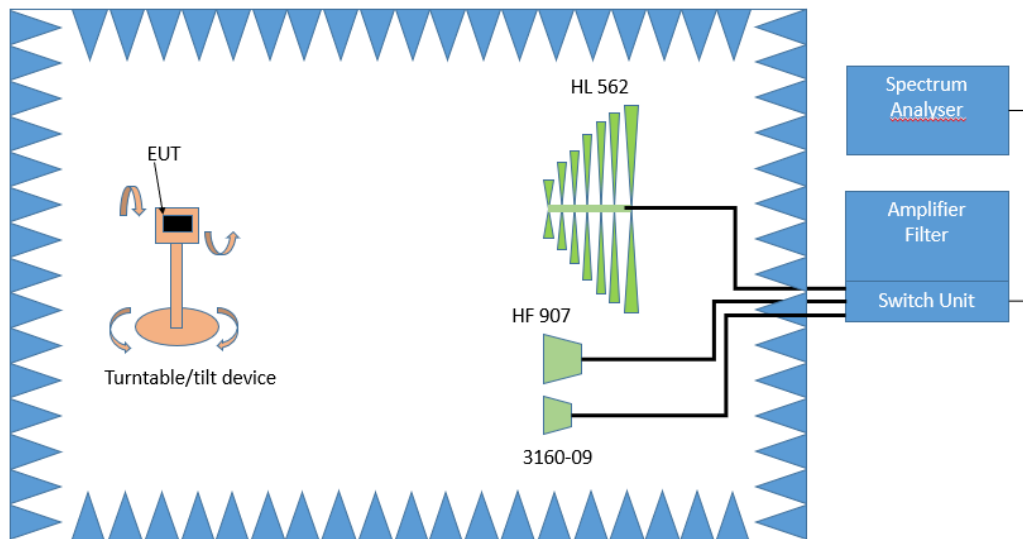 HL 562
Spectrum
Analyser
EUT
Amplifier
Filter
Switch Unit
HF 907
Turntable/tilt device
3160-09